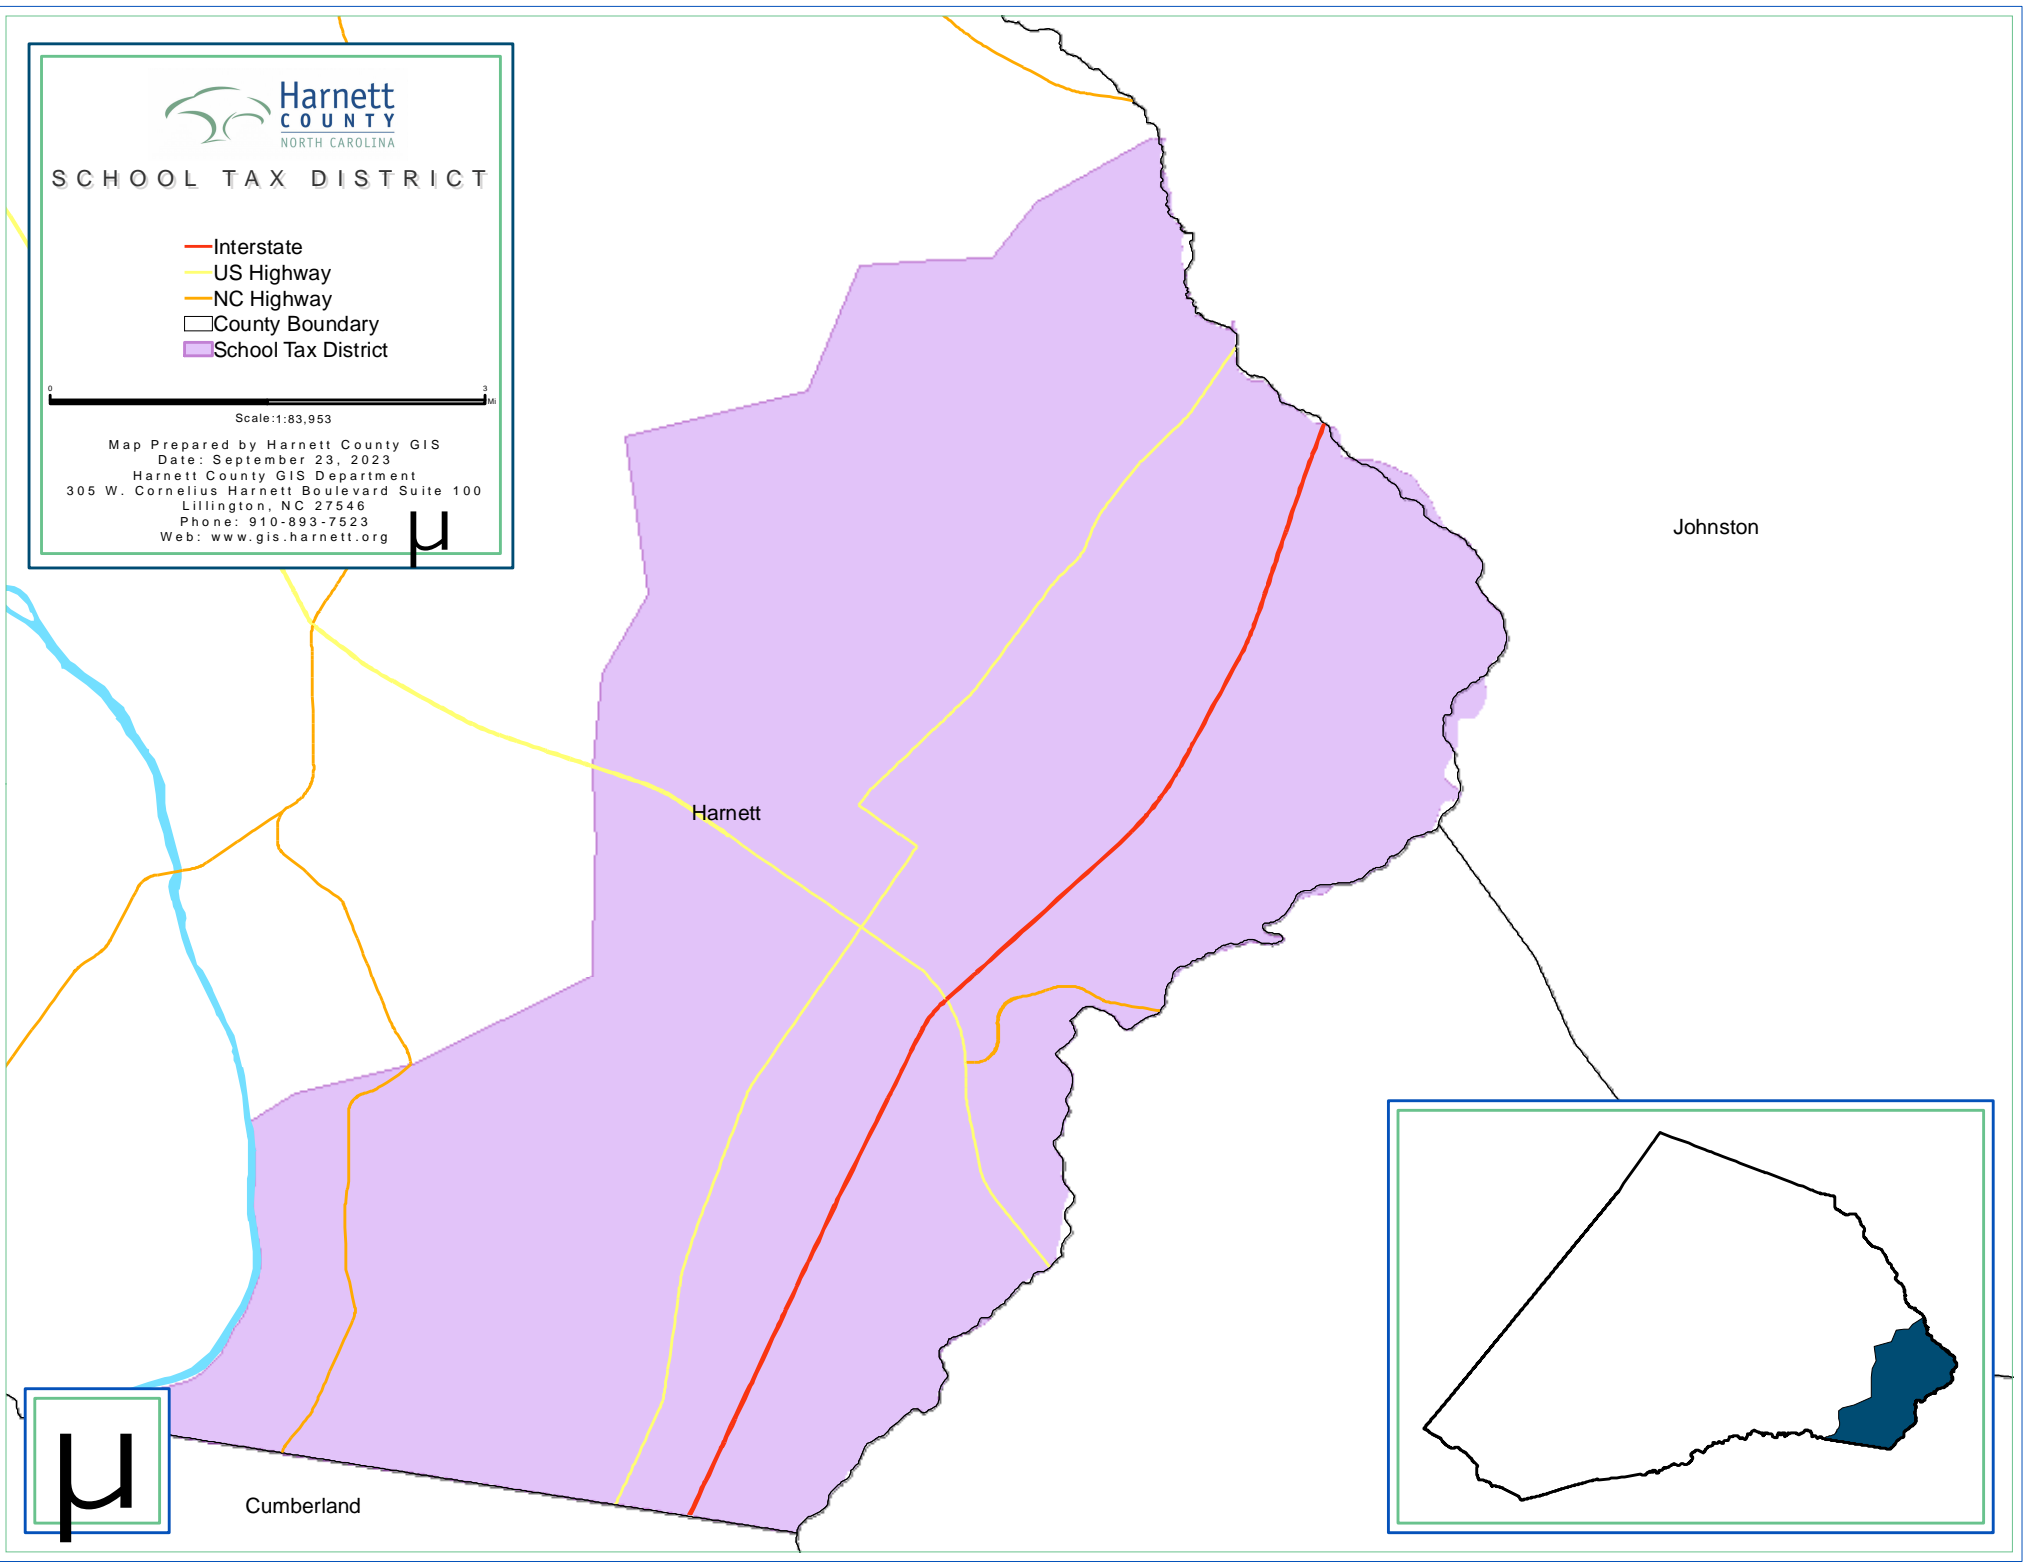 Harnett
COUNTY
NORTH CAROLINA
SCHOOL TAX DISTRICT
Interstate
US Highway
NC Highway
County Boundary
School Tax District
0 3
Mi
Scale:1:83,953
Map Prepared by Harnett County GIS
Date: September 23, 2023
Harnett County GIS Department
305 W. Cornelius Harnett Boulevard Suite 100
Lillington, NC 27546
Phone: 910-893-7523
Web: www.gis.harnett.org
µ
Johnston
Harnett
µ
Cumberland